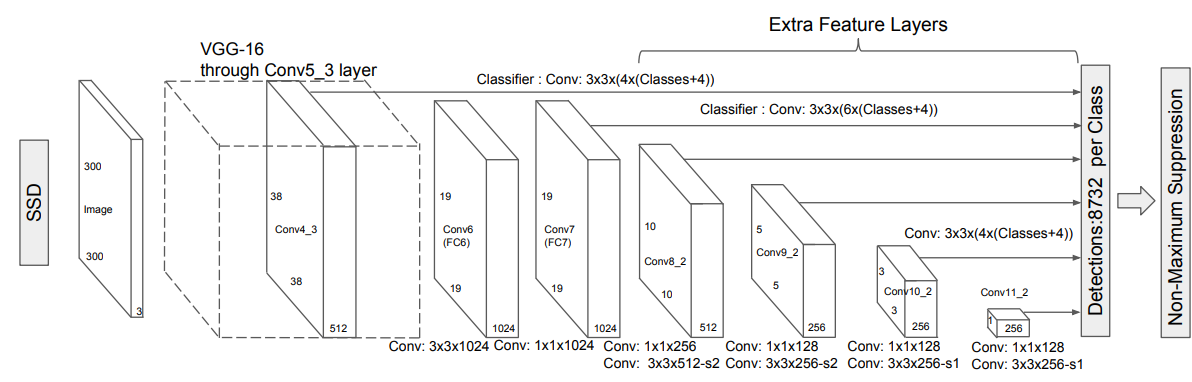 Extra Feature Layers
VGG-16
through Conv5_3 layer
Classifier : Conv: 3x3x(4x(Classes+4))
Classifier : Conv: 3x3x(6x(Classes+4))
SSD
300
Image
300
3
38
Conv4_3
38
512
19
Conv6
(FC6)
19
1024
19
Conv7
(FC7)
19
1024
10
Conv8_2
10
512
5
Conv9_2
5
256
Conv: 3x3x(4x(Classes+4))
3
Conv10_2
3
256
Conv11_2
1
256
Detections:8732 per Class
Non-Maximum Suppression
Conv: 3x3x1024
Conv: 1x1x1024
Conv: 1x1x256
Conv: 3x3x512-s2
Conv: 1x1x128
Conv: 3x3x256-s2
Conv: 1x1x128
Conv: 3x3x256-s1
Conv: 1x1x128
Conv: 3x3x256-s1